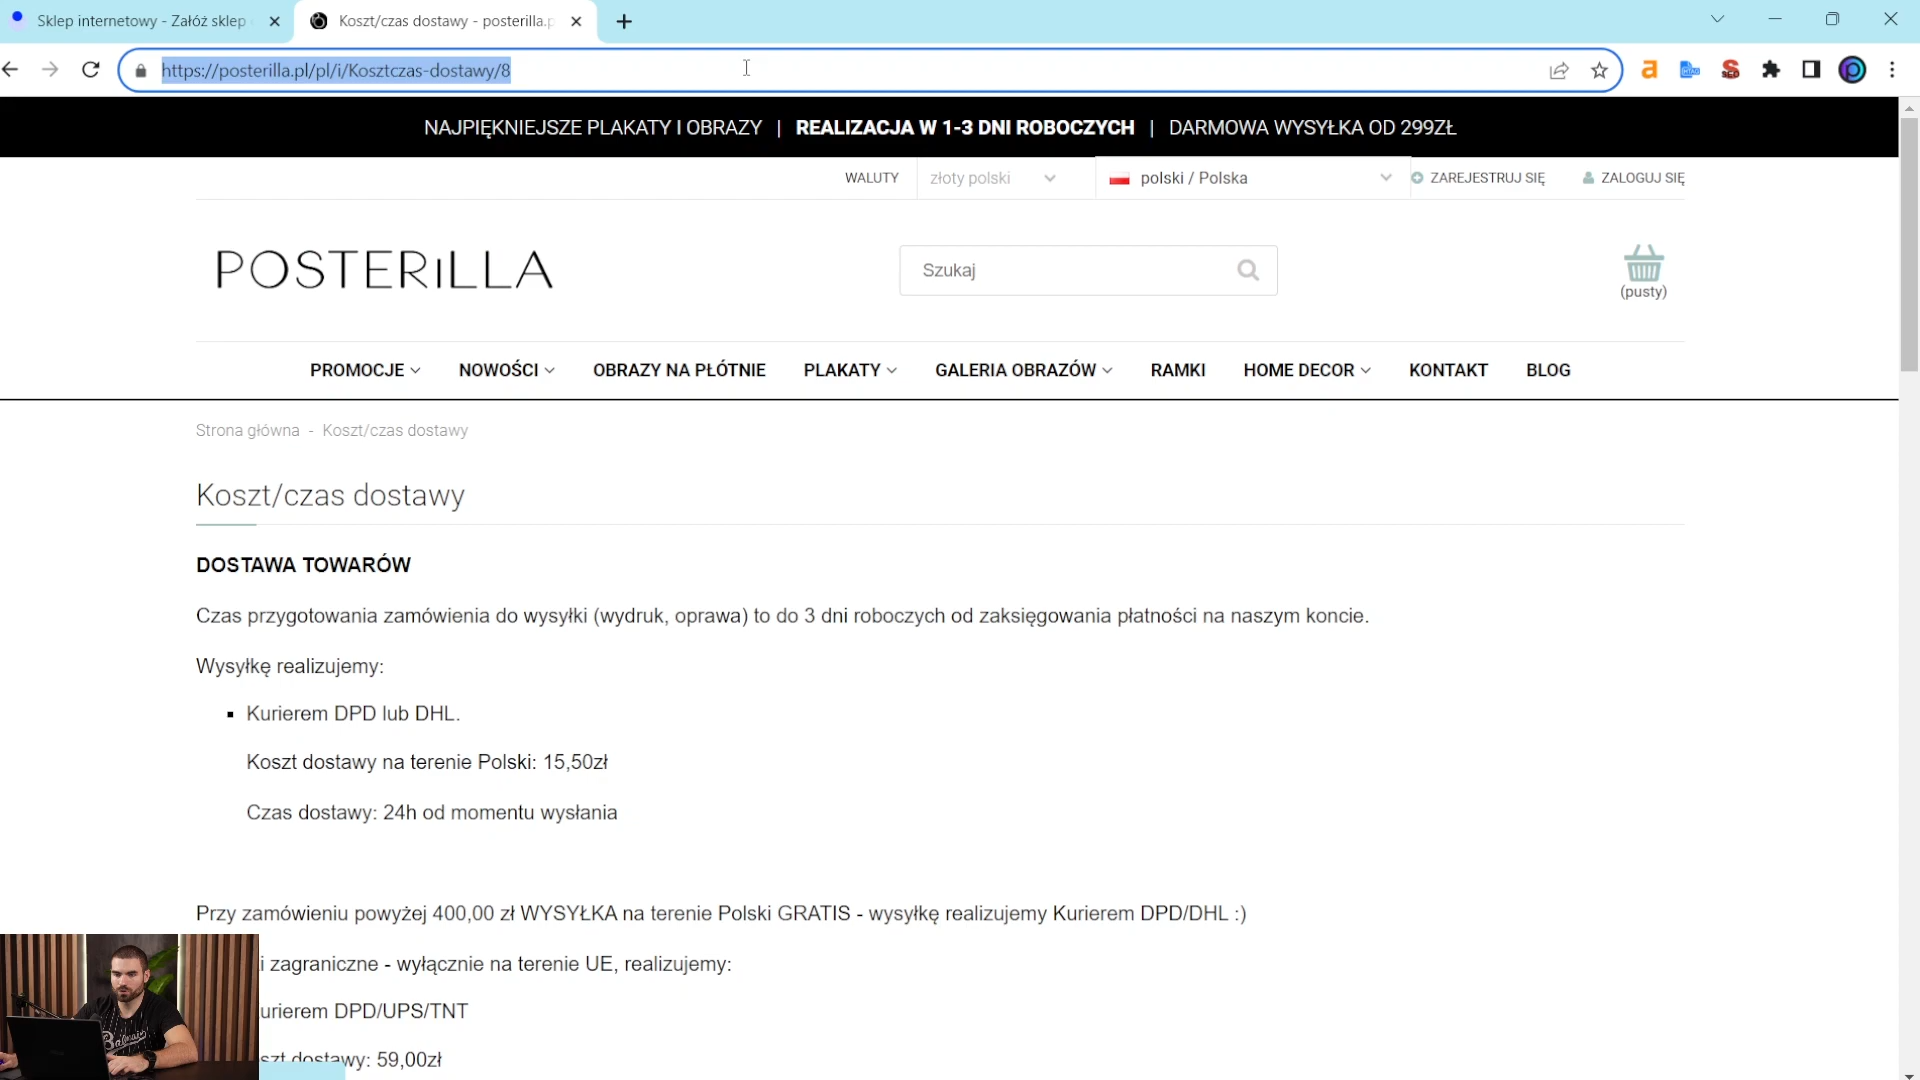 Sklep internetowy - Załóż sklep
Koszt/czas dostawy - posterilla.p
https://posterilla.pl/pl/i/Kosztczas-dostawy/8
NAJPIĘKNIEJSZE PLAKATY I OBRAZY | REALIZACJA W 1-3 DNI ROBOCZYCH | DARMOWA WYSYŁKA OD 299ZŁ
WALUTY złoty polski polski / Polska ZAREJESTRUJ SIĘ ZALOGUJ SIĘ
POSTERiLLA
Szukaj
(pusty)
PROMOCJE NOWOŚCI OBRAZY NA PŁÓTNIE PLAKATY GALERIA OBRAZÓW RAMKI HOME DECOR KONTAKT BLOG
Strona główna - Koszt/czas dostawy
Koszt/czas dostawy
DOSTAWA TOWARÓW
Czas przygotowania zamówienia do wysyłki (wydruk, oprawa) to do 3 dni roboczych od zaksięgowania płatności na naszym koncie.
Wysyłkę realizujemy:
▪ Kurierem DPD lub DHL.
Koszt dostawy na terenie Polski: 15,50zł
Czas dostawy: 24h od momentu wysłania
Przy zamówieniu powyżej 400,00 zł WYSYŁKA na terenie Polski GRATIS - wysyłkę realizujemy Kurierem DPD/DHL :)
i zagraniczne - wyłącznie na terenie UE, realizujemy:
urierem DPD/UPS/TNT
szt dostawy: 59,00zł